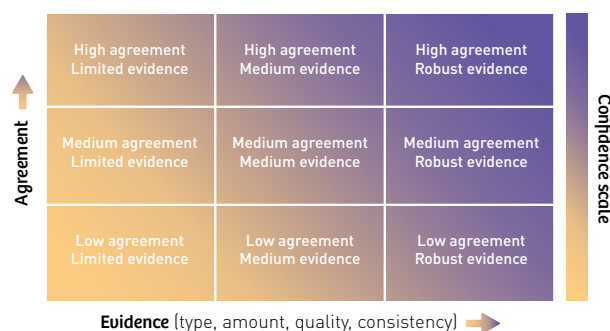 High agreement
Limited evidence
High agreement
Medium evidence
High agreement
Robust evidence
Medium agreement
Limited evidence
Medium agreement
Medium evidence
Medium agreement
Robust evidence
Low agreement
Limited evidence
Low agreement
Medium evidence
Low agreement
Robust evidence
Agreement
Confidence scale
Evidence (type, amount, quality, consistency)